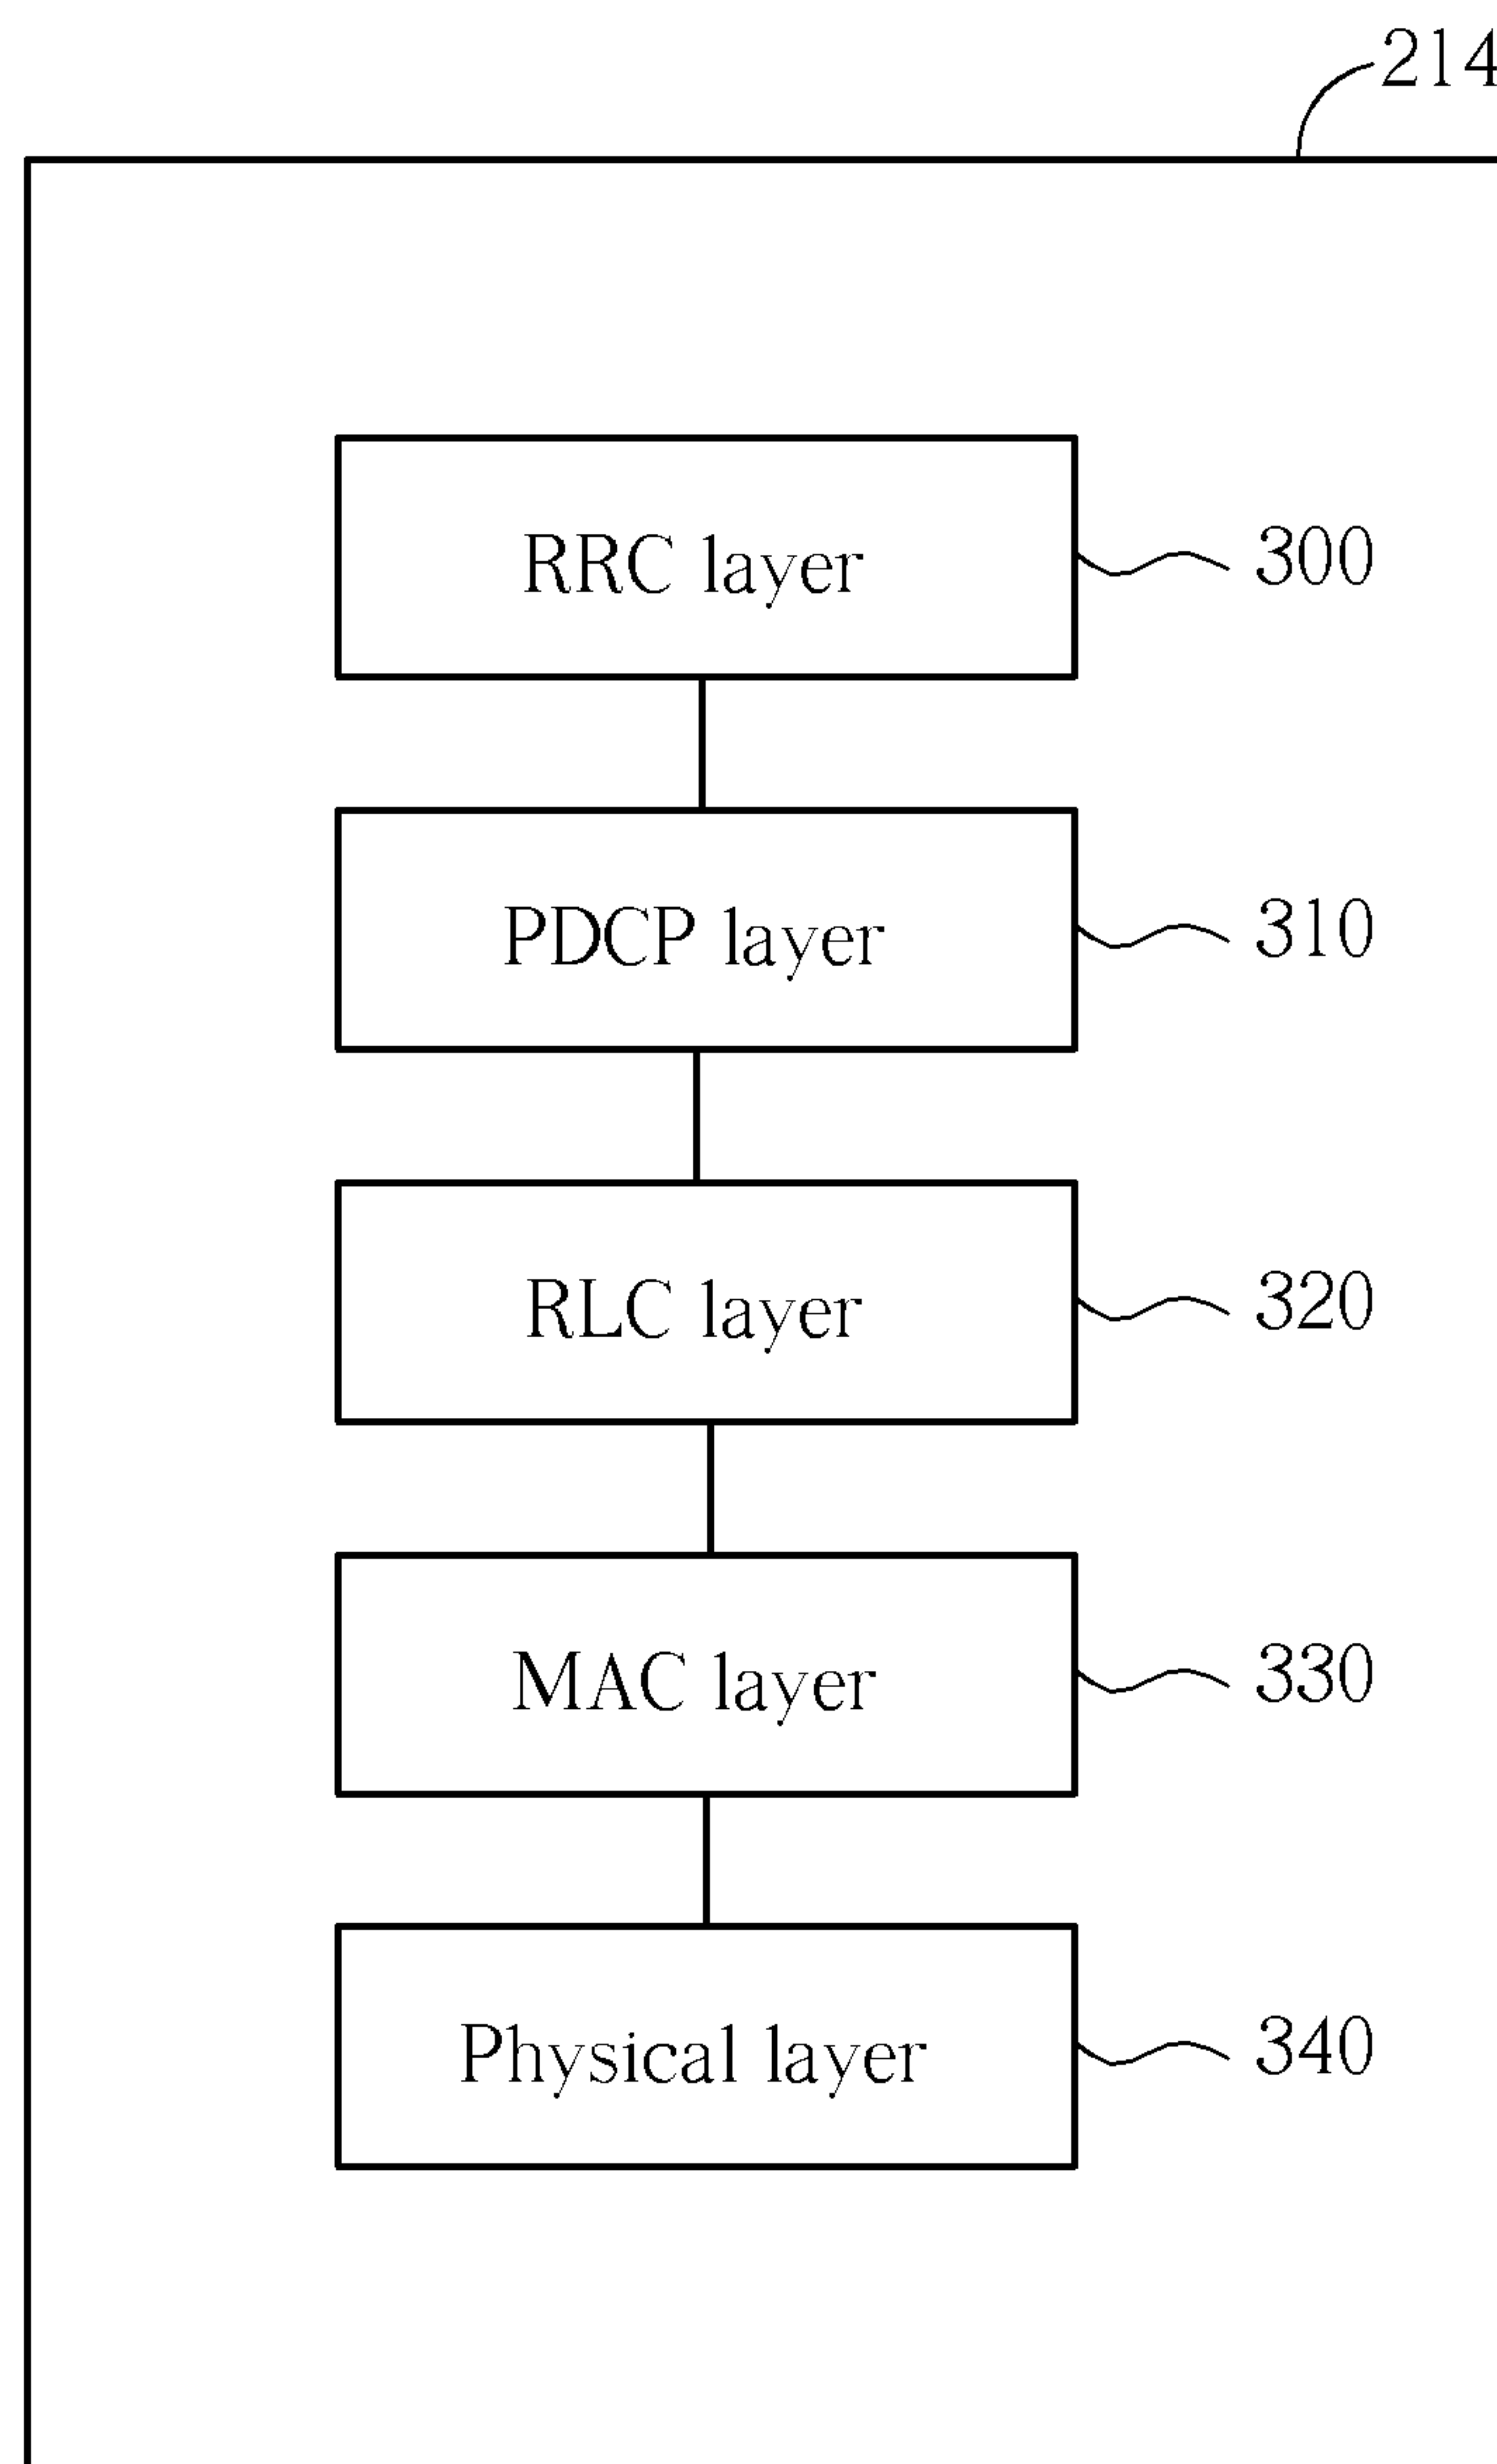 214
RRC layer
300
PDCP layer
310
RLC layer
320
MAC layer
330
Physical layer
340